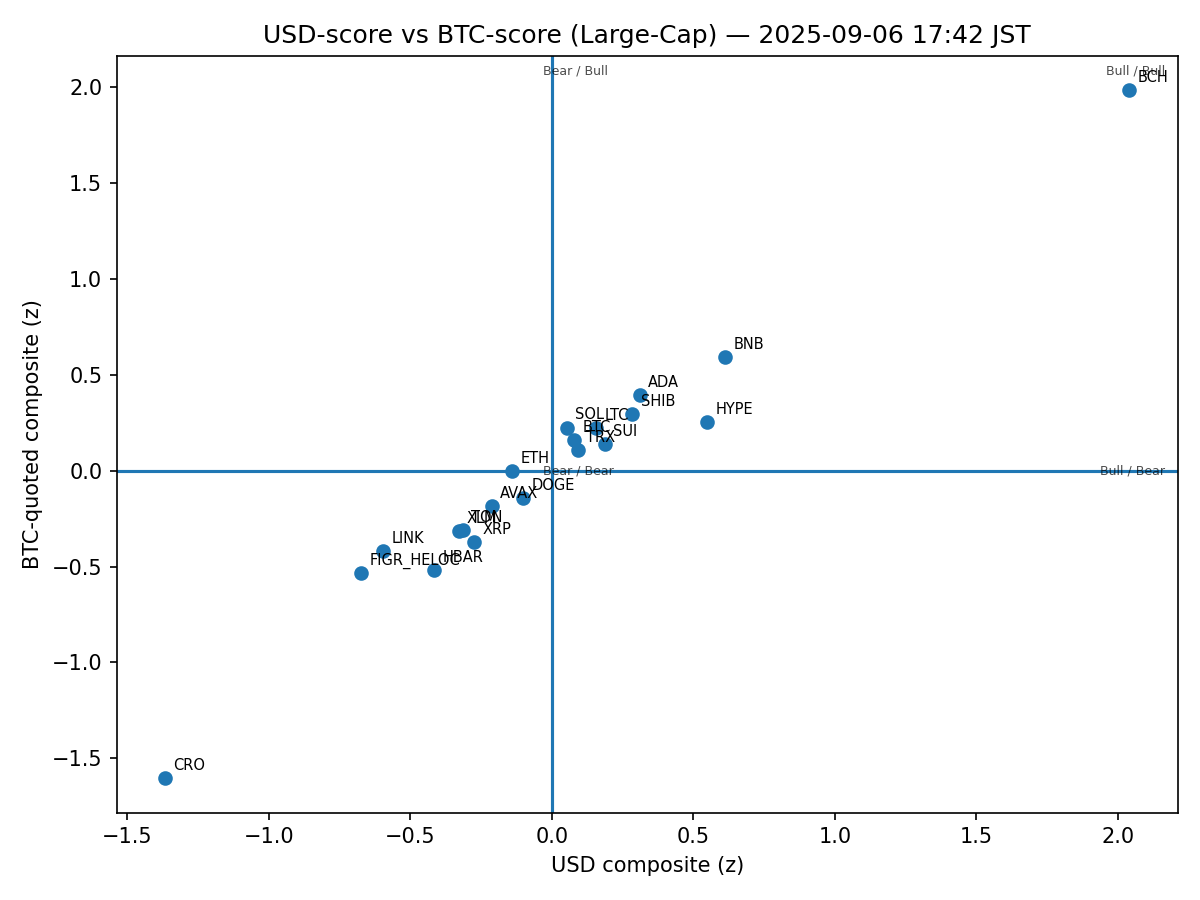 USD-score vs BTC-score (Large-Cap) — 2025-09-06 17:42 JST
Bear / Bull
Bull / Bull
BCH
2.0
1.5
1.0
BNB
0.5
ADA
SHIB
HYPE
SOL
LTC
BTC
SUI
TRX
ETH
0.0
Bear / Bear
Bull / Bear
DOGE
AVAX
XLM
TON
XRP
LINK
HBAR
FIGR_HELOC
−0.5
−1.0
−1.5
CRO
BTC-quoted composite (z)
−1.5
−1.0
−0.5
0.0
0.5
1.0
1.5
2.0
USD composite (z)